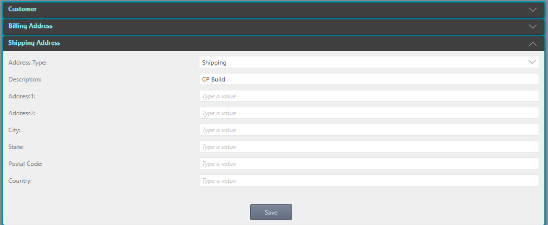 Customer
Billing Address
Shipping Address
Address Type: Shipping
Description: CP Build
Address1: Type a value
Address2: Type a value
City: Type a value
State: Type a value
Postal Code: Type a value
Country: Type a value
Save